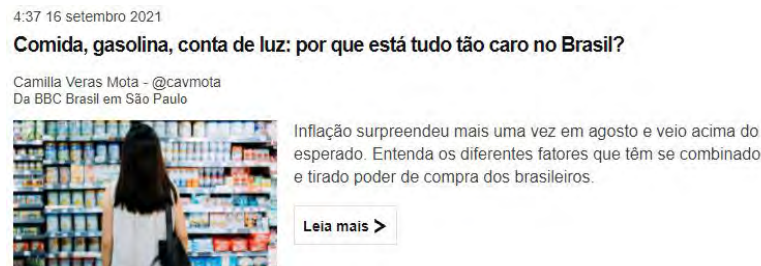 4:37 16 setembro 2021
Comida, gasolina, conta de luz: por que está tudo tão caro no Brasil?
Camilla Veras Mota - @cavmota
Da BBC Brasil em São Paulo
Inflação surpreendeu mais uma vez em agosto e veio acima do
esperado. Entenda os diferentes fatores que têm se combinado
e tirado poder de compra dos brasileiros.
Leia mais >